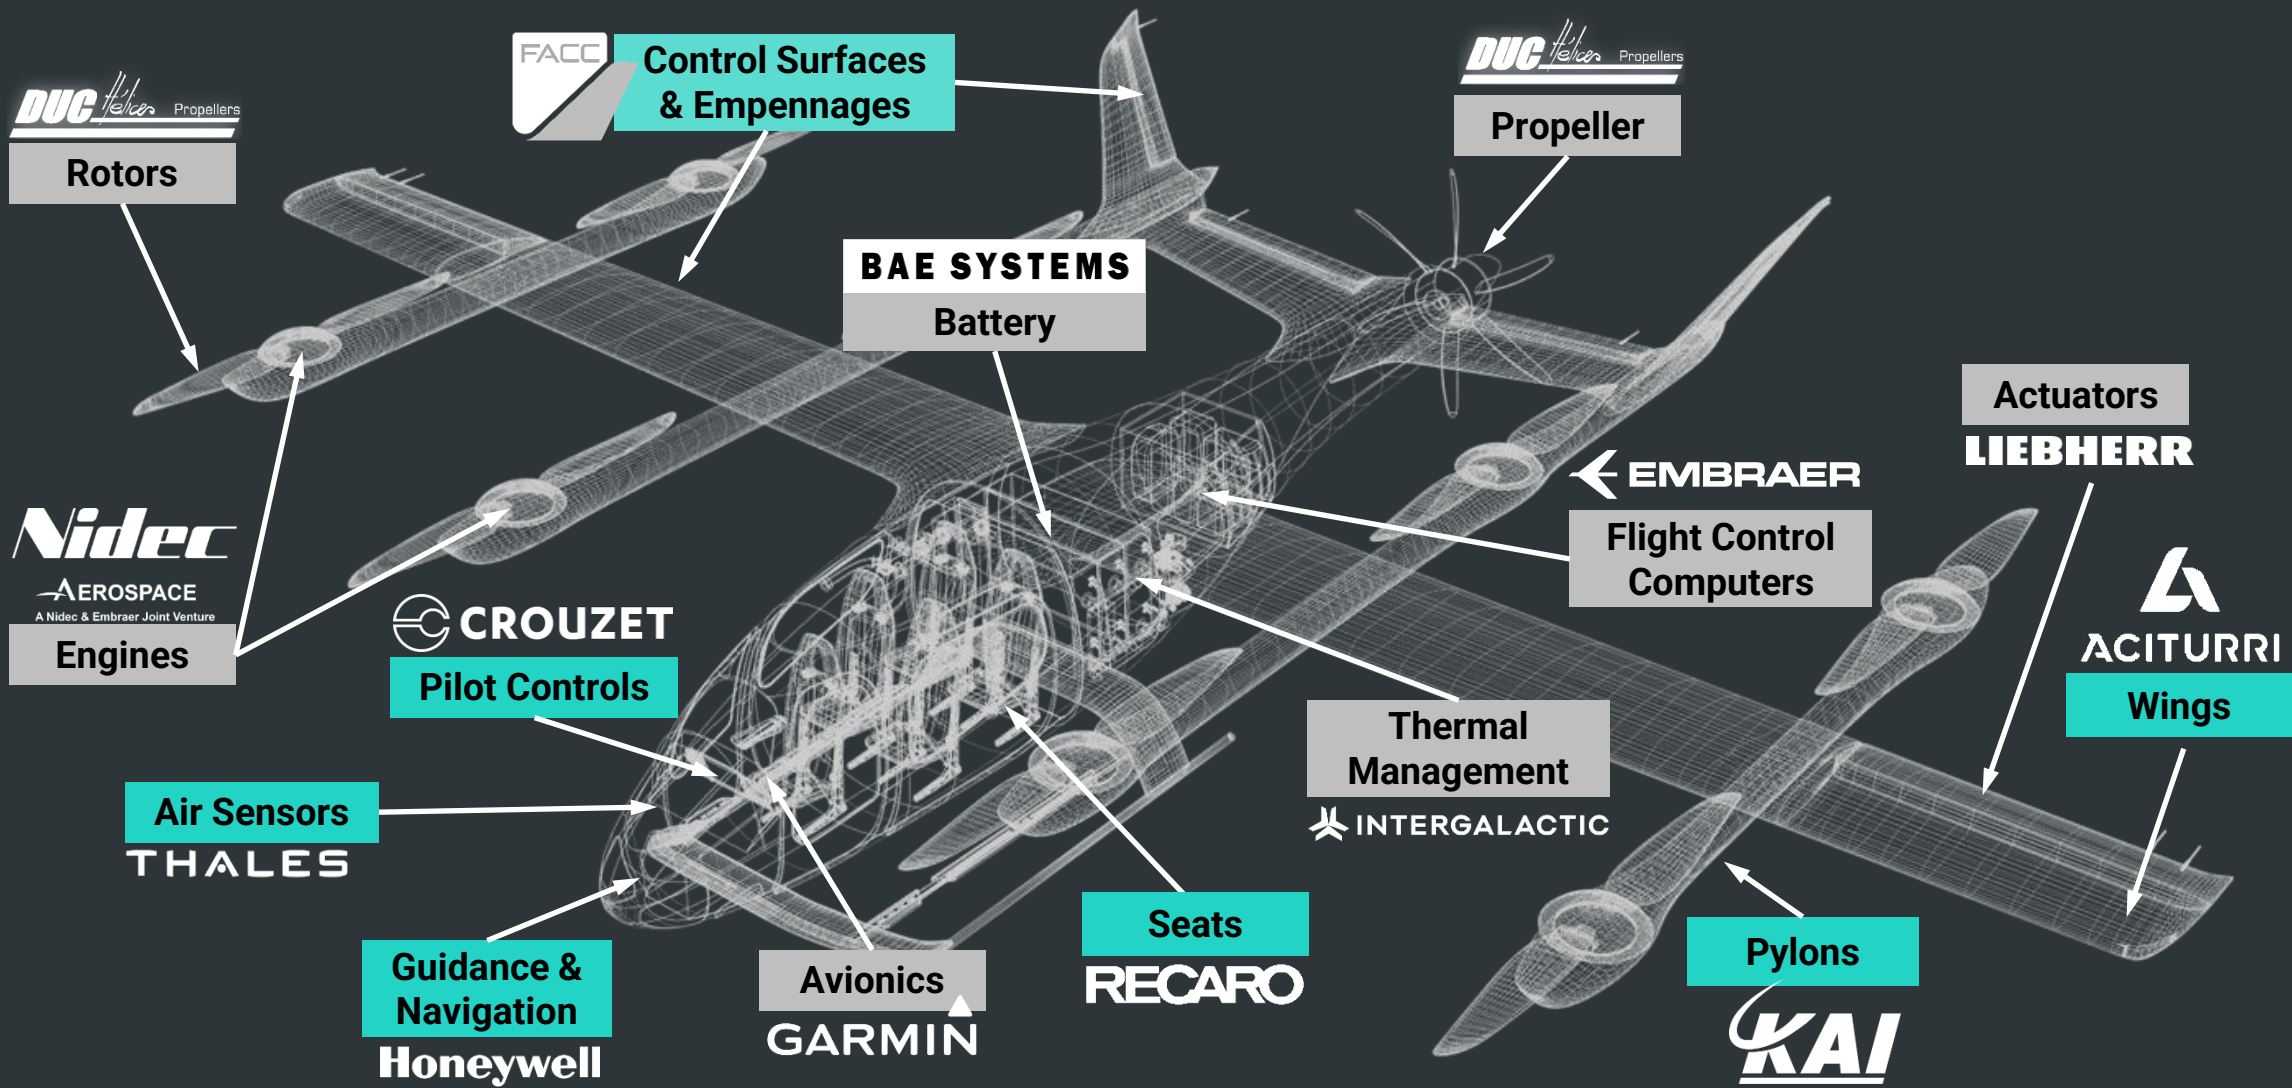 FACC
Control Surfaces
& Empennages
DUC Hélices Propellers
Propeller
DUC Hélices Propellers
Rotors
BAE SYSTEMS
Battery
Actuators
LIEBHERR
EMBRAER
Flight Control
Computers
Nidec
AEROSPACE
A Nidec & Embraer Joint Venture
Engines
CROUZET
Pilot Controls
ACITURRI
Wings
Thermal
Management
INTERGALACTIC
Air Sensors
THALES
Seats
RECARO
Pylons
KAI
Guidance &
Navigation
Honeywell
Avionics
GARMIN